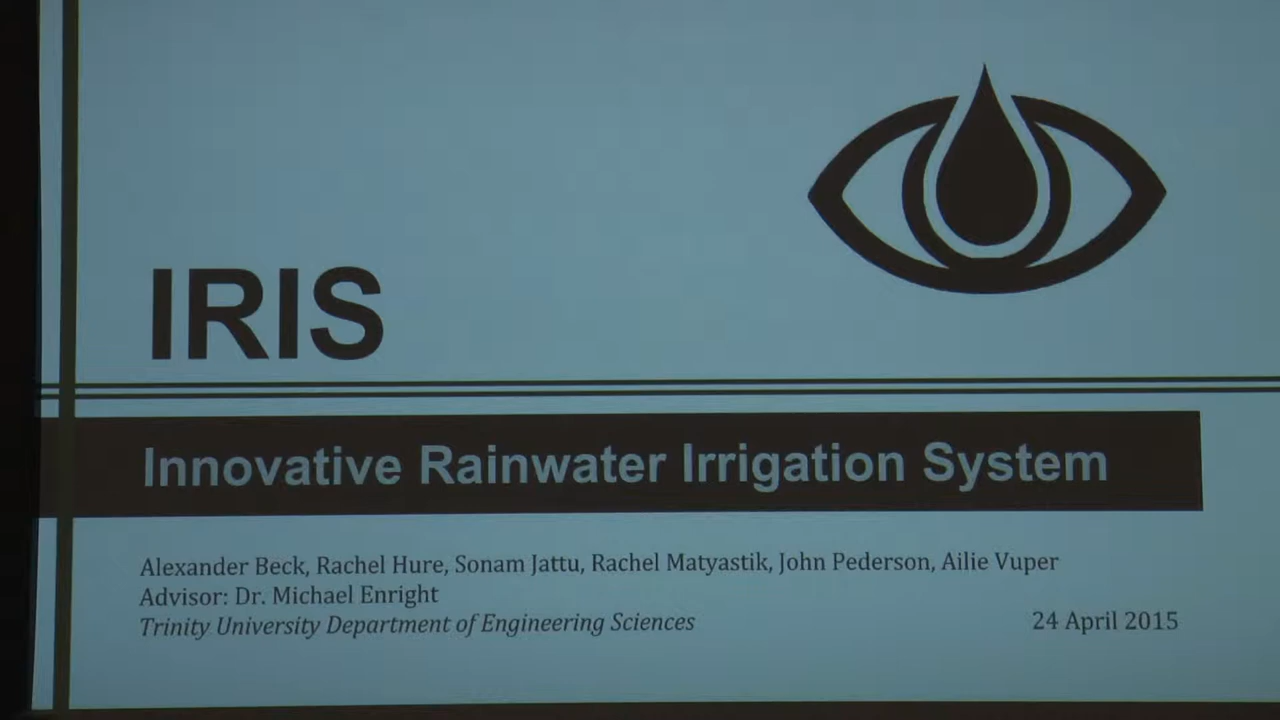 IRIS
Innovative Rainwater Irrigation System
Alexander Beck, Rachel Hure, Sonam Jattu, Rachel Matyastik, John Pederson, Ailie Vuper
Advisor: Dr. Michael Enright
Trinity University Department of Engineering Sciences
24 April 2015